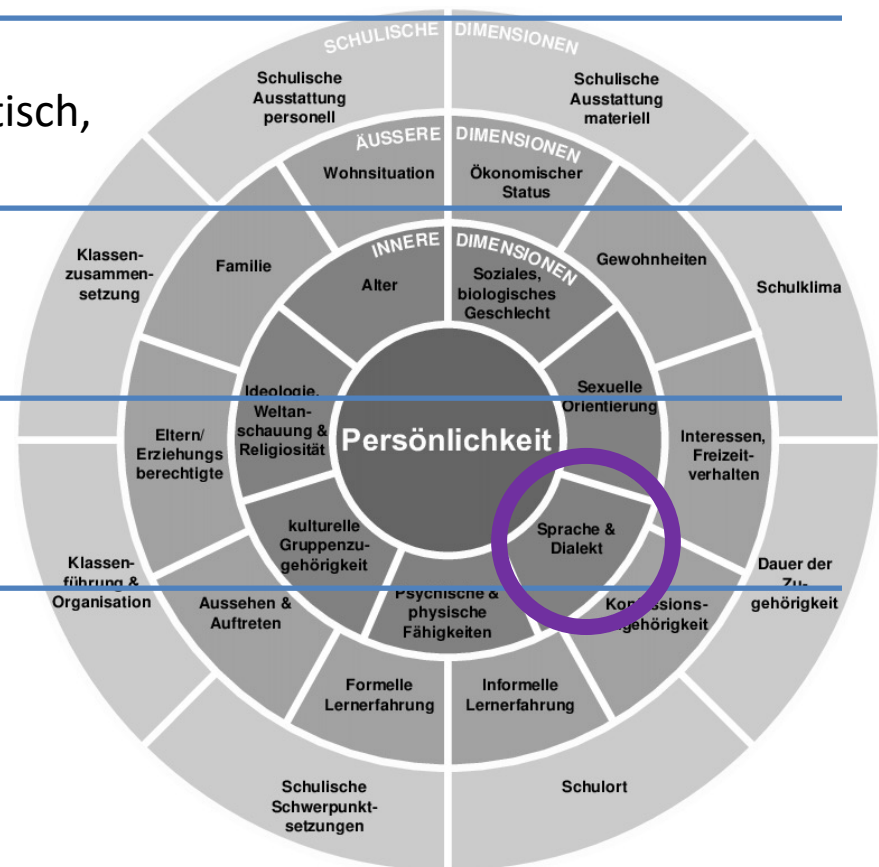 SCHULISCHE DIMENSIONEN
Schulische
Ausstattung
personell
Schulische
Ausstattung
materiell
tisch,
ÄUSSERE DIMENSIONEN
Wohnsituation
Ökonomischer
Status
Klassen-
zusammen-
setzung
Familie
INNERE DIMENSIONEN
Alter
Soziales,
biologisches
Geschlecht
Gewohnheiten
Schulklima
Ideologie,
Weltan-
schauung &
Religiosität
Sexuelle
Orientierung
Eltern/
Erziehungs
berechtigte
Persönlichkeit
Interessen,
Freizeit-
verhalten
kulturelle
Gruppenzu-
gehörigkeit
Sprache &
Dialekt
Klassen-
führung &
Organisation
Aussehen &
Auftreten
Psychische &
physische
Fähigkeiten
Konfessions-
gehörigkeit
Dauer der
Zu-
gehörigkeit
Formelle
Lernerfahrung
Informelle
Lernerfahrung
Schulische
Schwerpunkt-
setzungen
Schulort